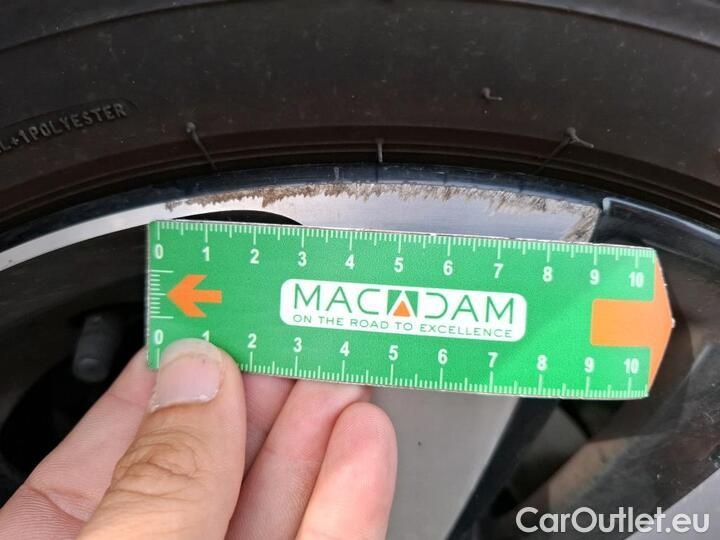 L+1POLYESTER
0 1 2 3 4 5 6 7 8 9 10
MACADAM
ON THE ROAD TO EXCELLENCE
0 1 2 3 4 5 6 7 8 9 10
CarOutlet.eu